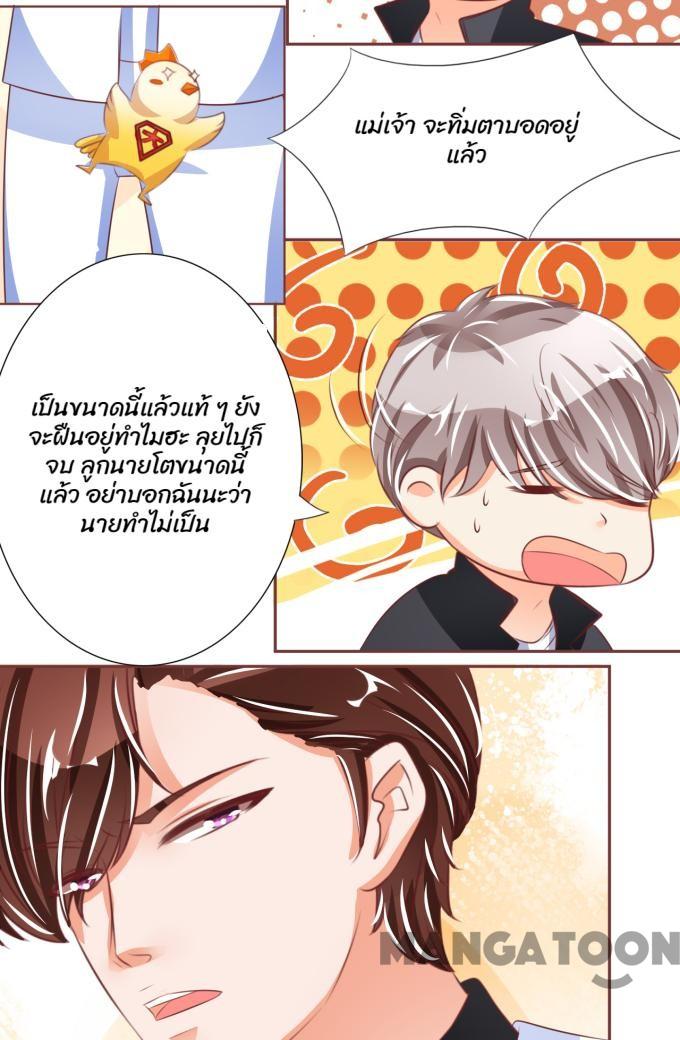 แม่เจ้า จะทิ่มตาบอดอยู่
แล้ว
เป็นขนาดนี้แล้วแท้ ๆ ยัง
จะฝืนอยู่ทำไมฮะ ลุยไปก็
จบ ลูกนายโตขนาดนี้
แล้ว อย่าบอกฉันนะว่า
นายทำไม่เป็น
MANGATOON